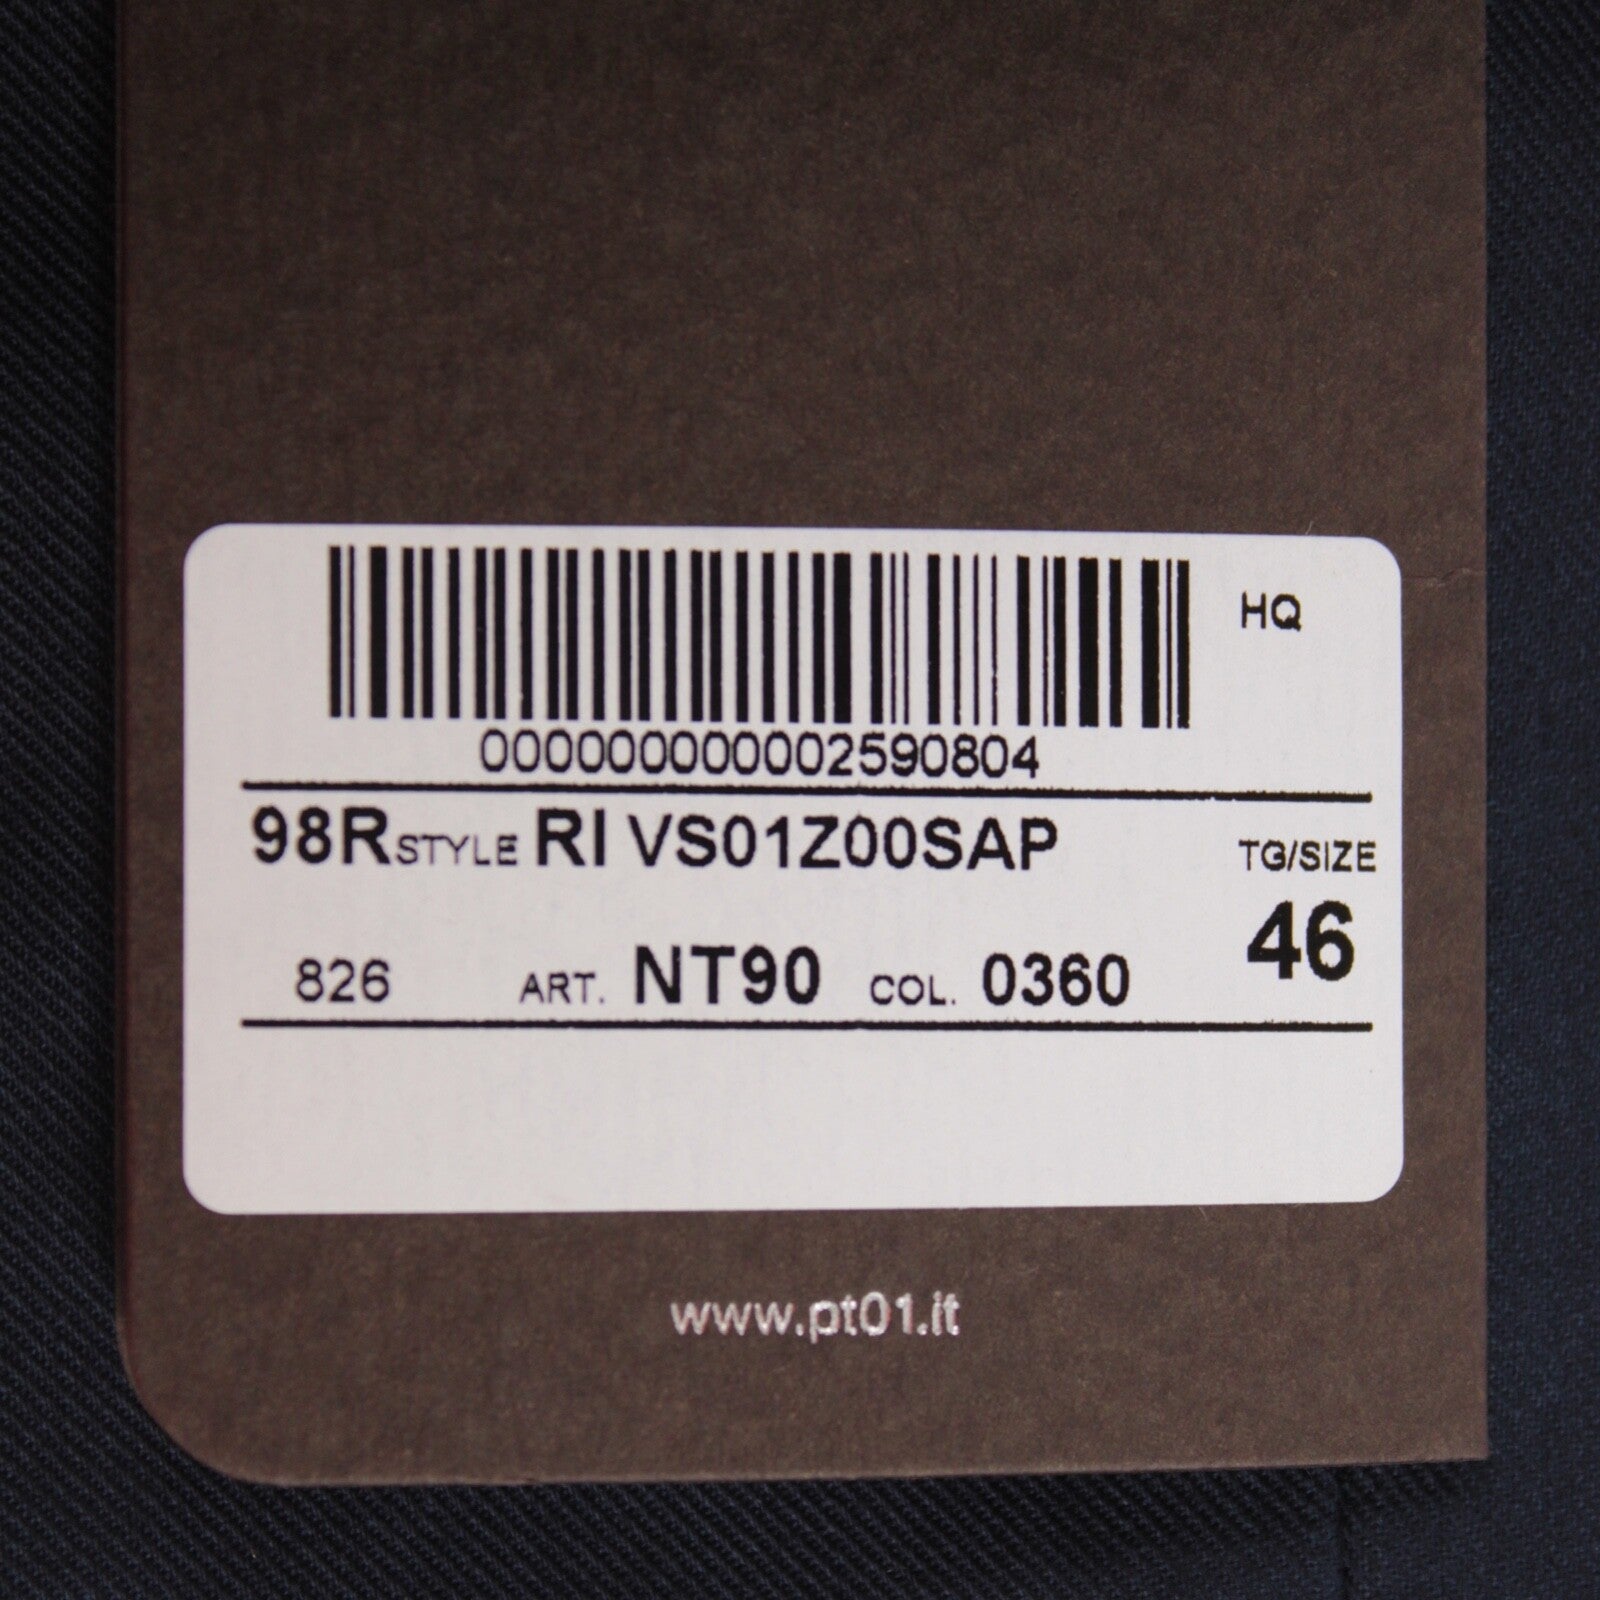 HQ
000000000002590804
98R STYLE RI VS01Z00SAP TG/SIZE
826 ART. NT90 COL. 0360 46
www.pt01.it